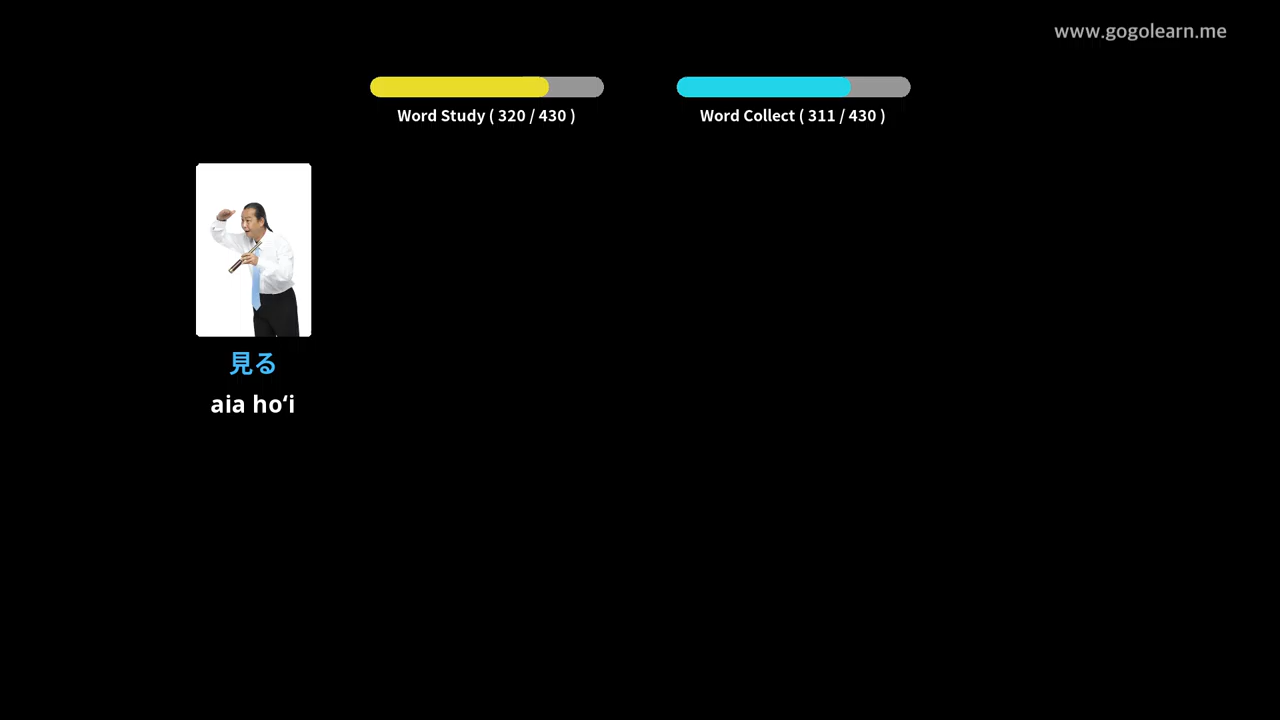 www.gogolearn.me
Word Study ( 320 / 430 )
Word Collect ( 311 / 430 )
見る
aia hoʻi